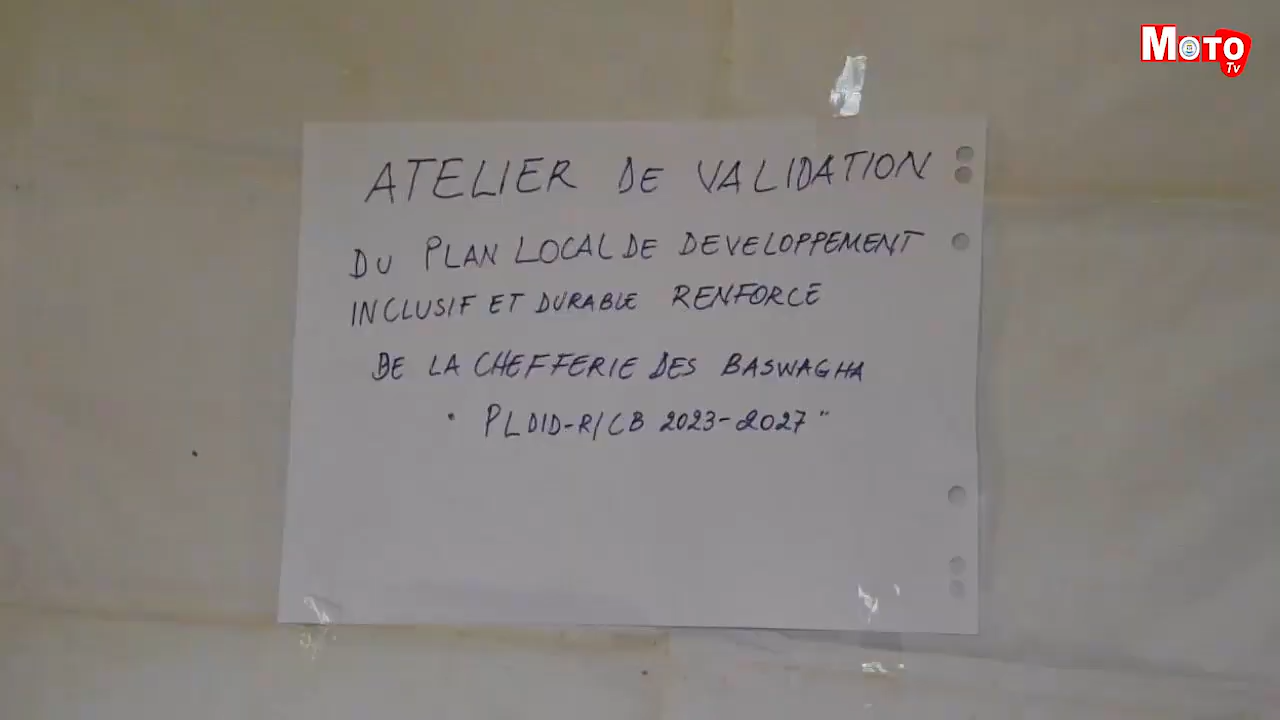 MOTO
Tv
ATELIER DE VALIDATION
DU PLAN LOCAL DE DEVELOPPEMENT
INCLUSIF ET DURABLE RENFORCE
DE LA CHEFFERIE DES BASWAGHA
" PLDID-R/CB 2023-2027 "